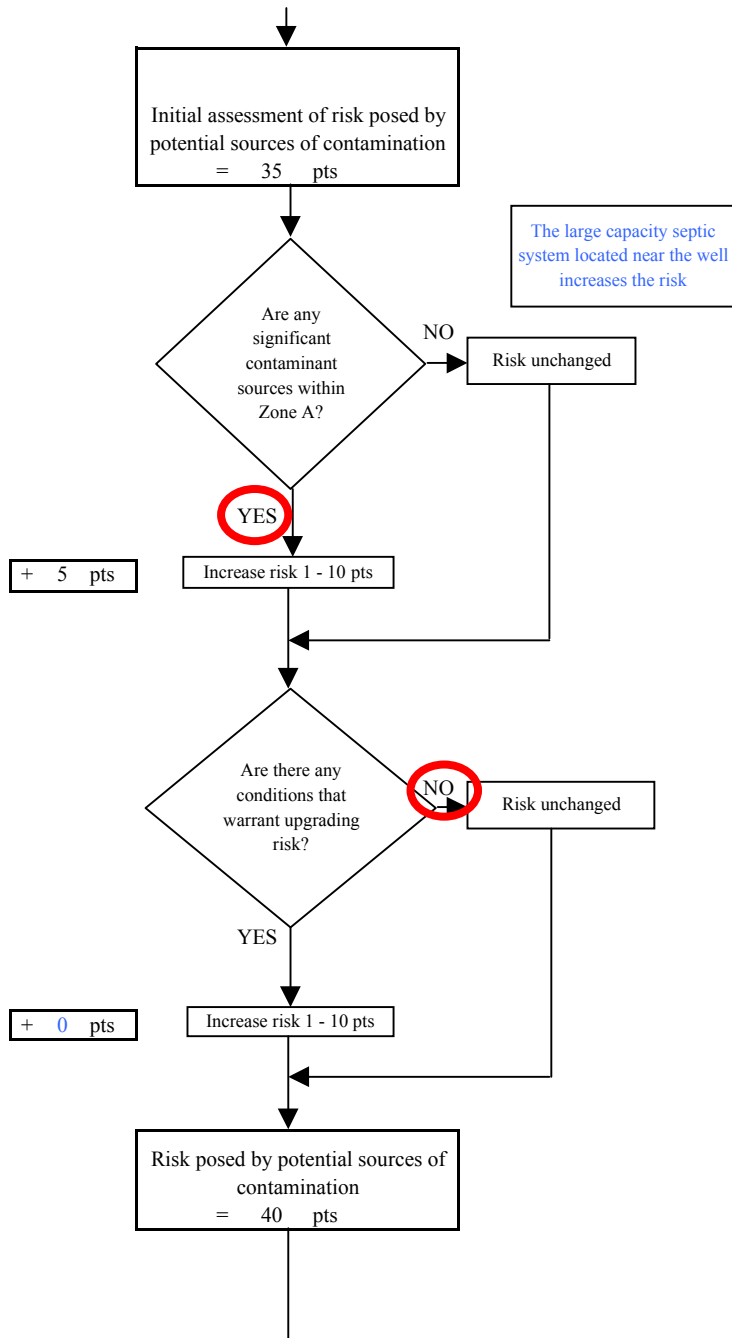 Initial assessment of risk posed by
potential sources of contamination
= 35 pts
The large capacity septic
system located near the well
increases the risk
Are any
significant
contaminant
sources within
Zone A?
NO
Risk unchanged
YES
+ 5 pts
Increase risk 1 - 10 pts
Are there any
conditions that
warrant upgrading
risk?
NO
Risk unchanged
YES
+ 0 pts
Increase risk 1 - 10 pts
Risk posed by potential sources of
contamination
= 40 pts